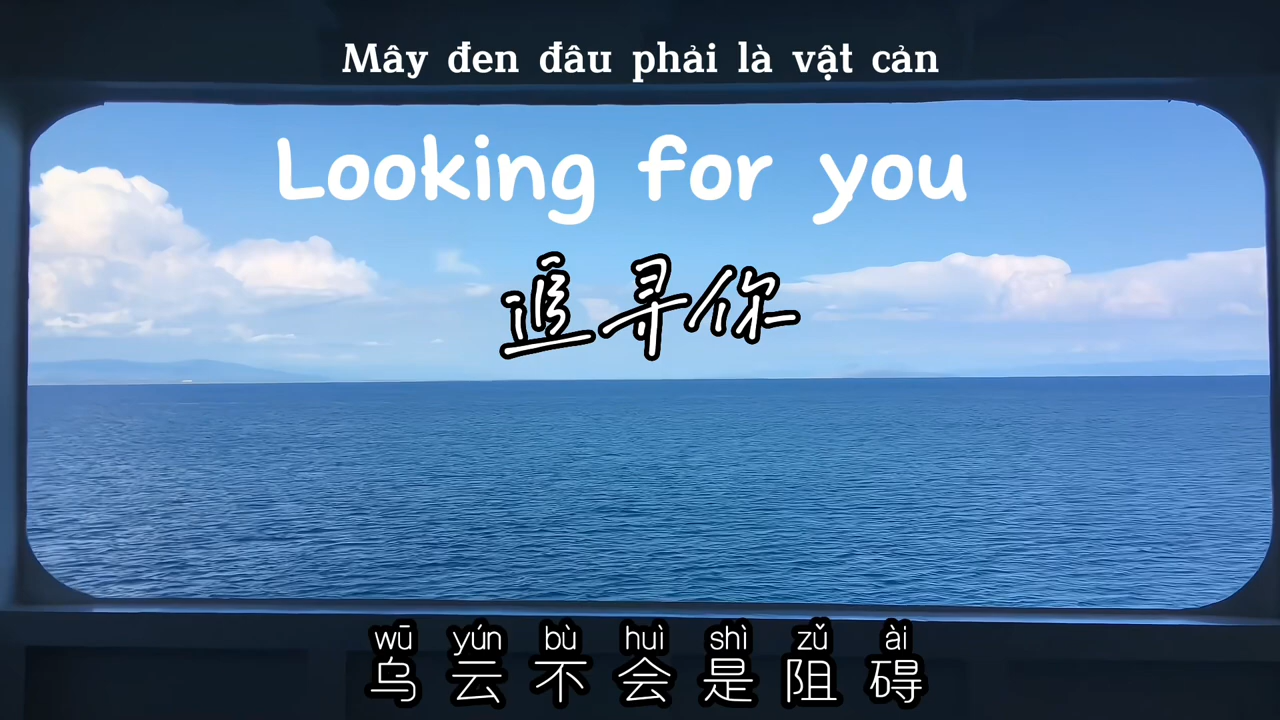 Mây đen đâu phải là vật cản
Looking for you
追寻你
wū yún bù huì shì zǔ ài
乌云不会是阻碍